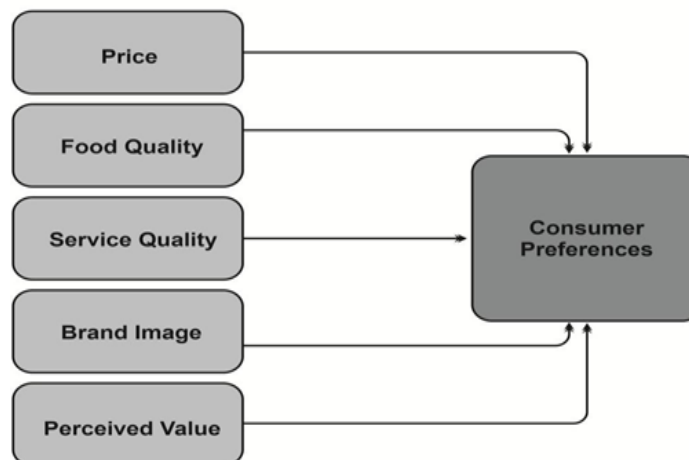 Price
Food Quality
Service Quality
Brand Image
Perceived Value
Consumer
Preferences